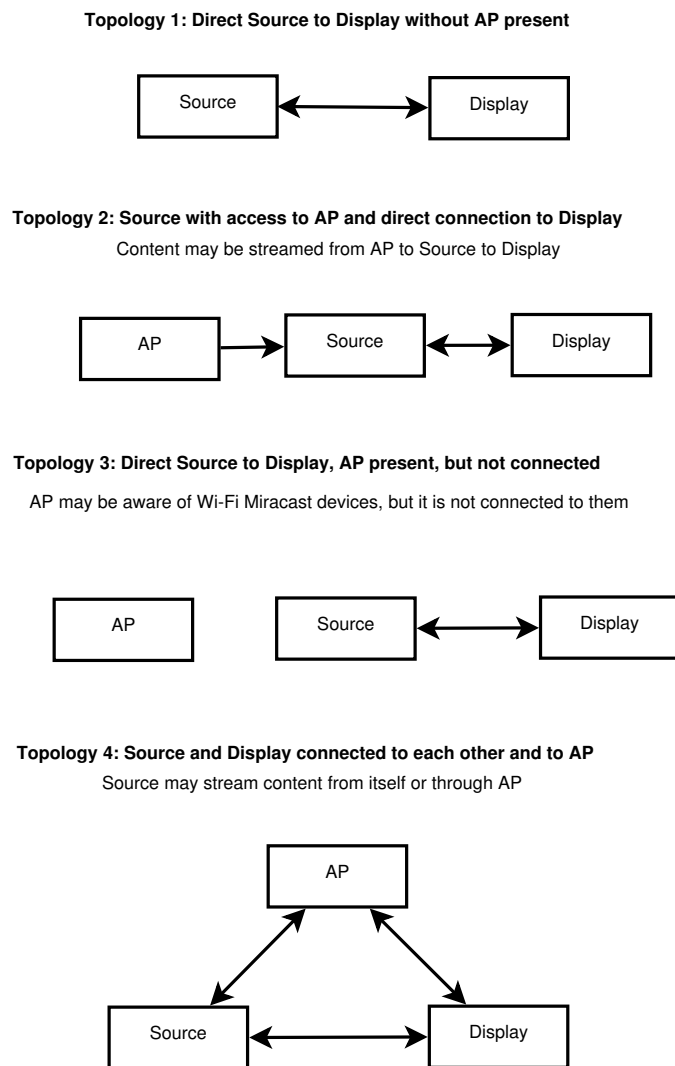 Topology 1: Direct Source to Display without AP present
Source
Display
Topology 2: Source with access to AP and direct connection to Display
Content may be streamed from AP to Source to Display
AP
Source
Display
Topology 3: Direct Source to Display, AP present, but not connected
AP may be aware of Wi-Fi Miracast devices, but it is not connected to them
AP
Source
Display
Topology 4: Source and Display connected to each other and to AP
Source may stream content from itself or through AP
AP
Source
Display